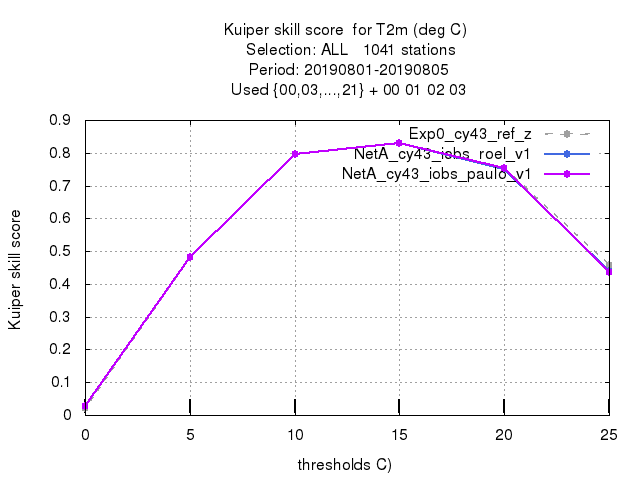 Kuiper skill score  for T2m (deg C)
Selection: ALL   1041 stations
Period: 20190801-20190805
Used {00,03,...,21} + 00 01 02 03
Exp0_cy43_ref_z
NetA_cy43_iobs_roel_v1
NetA_cy43_iobs_paulo_v1
Kuiper skill score
0.9
0.8
0.7
0.6
0.5
0.4
0.3
0.2
0.1
0
0 5 10 15 20 25
thresholds C)